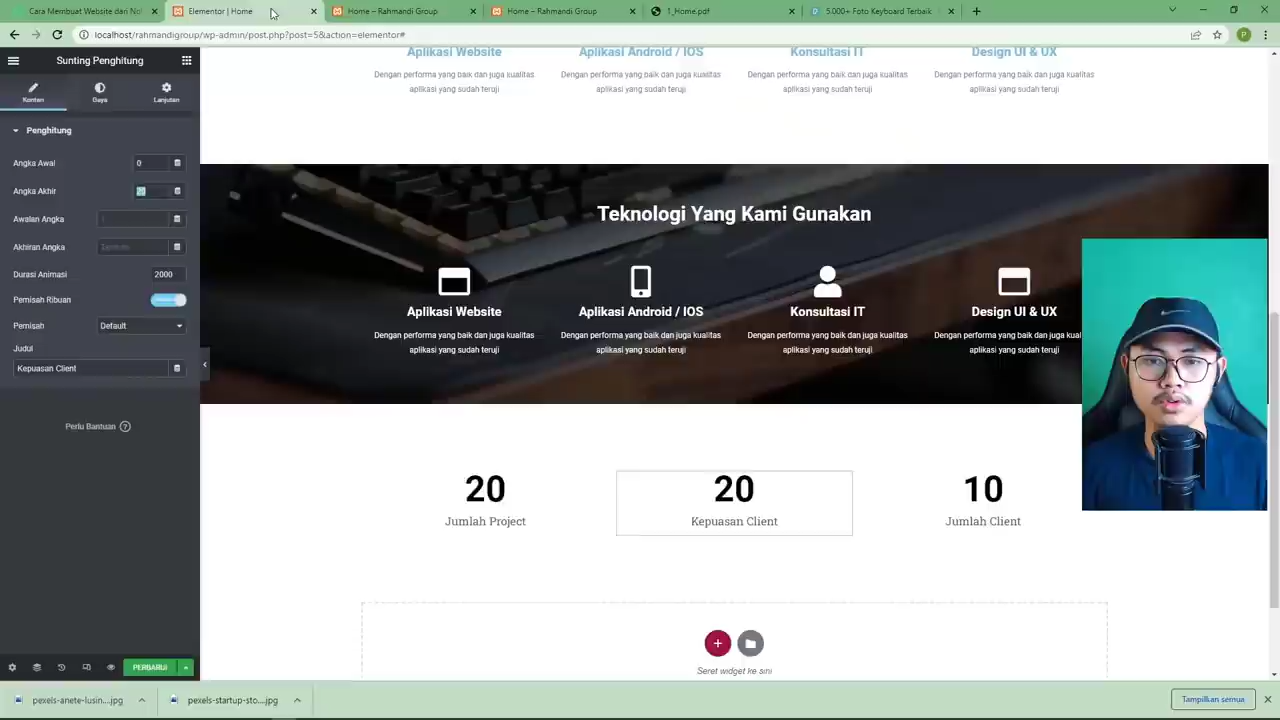 Cara Membuat Website dari No
Elementor | Home
Rahmandi Group
Rahmandi Group
1_Home.pdf
5.000+ Foto Keyboard Terbaik
localhost/rahmandigroup/wp-admin/post.php?post=5&action=elementor#
Sunting Penghitung
Konten
Gaya
Lanjutan
Penghitung
Angka Awal
0
Angka Akhir
20
Awalan Angka
Akhiran Angka
Tambah
Durasi Animasi
2000
Pemisah Ribuan
Pemisah
Default
Judul
Kepuasan Client
Perlu Bantuan
PERBARUI
Aplikasi Website
Aplikasi Android / IOS
Konsultasi IT
Design UI & UX
Dengan performa yang baik dan juga kualitas
aplikasi yang sudah teruji
Dengan performa yang baik dan juga kualitas
aplikasi yang sudah teruji
Dengan performa yang baik dan juga kualitas
aplikasi yang sudah teruji
Dengan performa yang baik dan juga kualitas
aplikasi yang sudah teruji
Teknologi Yang Kami Gunakan
Aplikasi Website
Aplikasi Android / IOS
Konsultasi IT
Design UI & UX
Dengan performa yang baik dan juga kualitas
aplikasi yang sudah teruji
Dengan performa yang baik dan juga kualitas
aplikasi yang sudah teruji
Dengan performa yang baik dan juga kualitas
aplikasi yang sudah teruji
Dengan performa yang baik dan juga kual
aplikasi yang sudah teruji
20
Jumlah Project
20
Kepuasan Client
10
Jumlah Client
Seret widget ke sini
pexels-anete-lusin....jpg
pexels-startup-sto....jpg
Tampilkan semua